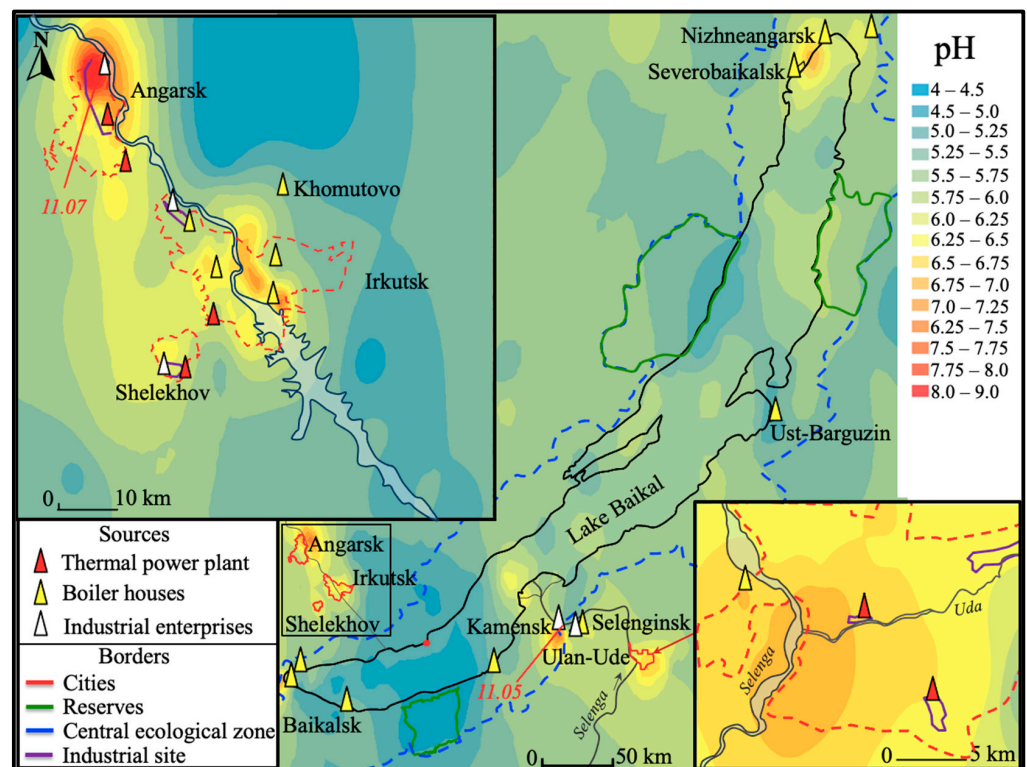 N
Angarsk
11.07
Khomutovo
Irkutsk
Shelekhov
0 10 km
Nizhneangarsk
Severobaikalsk
Ust-Barguzin
Lake Baikal
pH
4 – 4.5
4.5 – 5.0
5.0 – 5.25
5.25 – 5.5
5.5 – 5.75
5.75 – 6.0
6.0 – 6.25
6.25 – 6.5
6.5 – 6.75
6.75 – 7.0
7.0 – 7.25
6.25 – 7.5
7.5 – 7.75
7.75 – 8.0
8.0 – 9.0
Sources
Thermal power plant
Boiler houses
Industrial enterprises
Borders
Cities
Reserves
Central ecological zone
Industrial site
Angarsk
Irkutsk
Shelekhov
Kamensk
Selenginsk
Ulan-Ude
11.05
Selenga
Baikalsk
0 50 km
Uda
Selenga
0 5 km